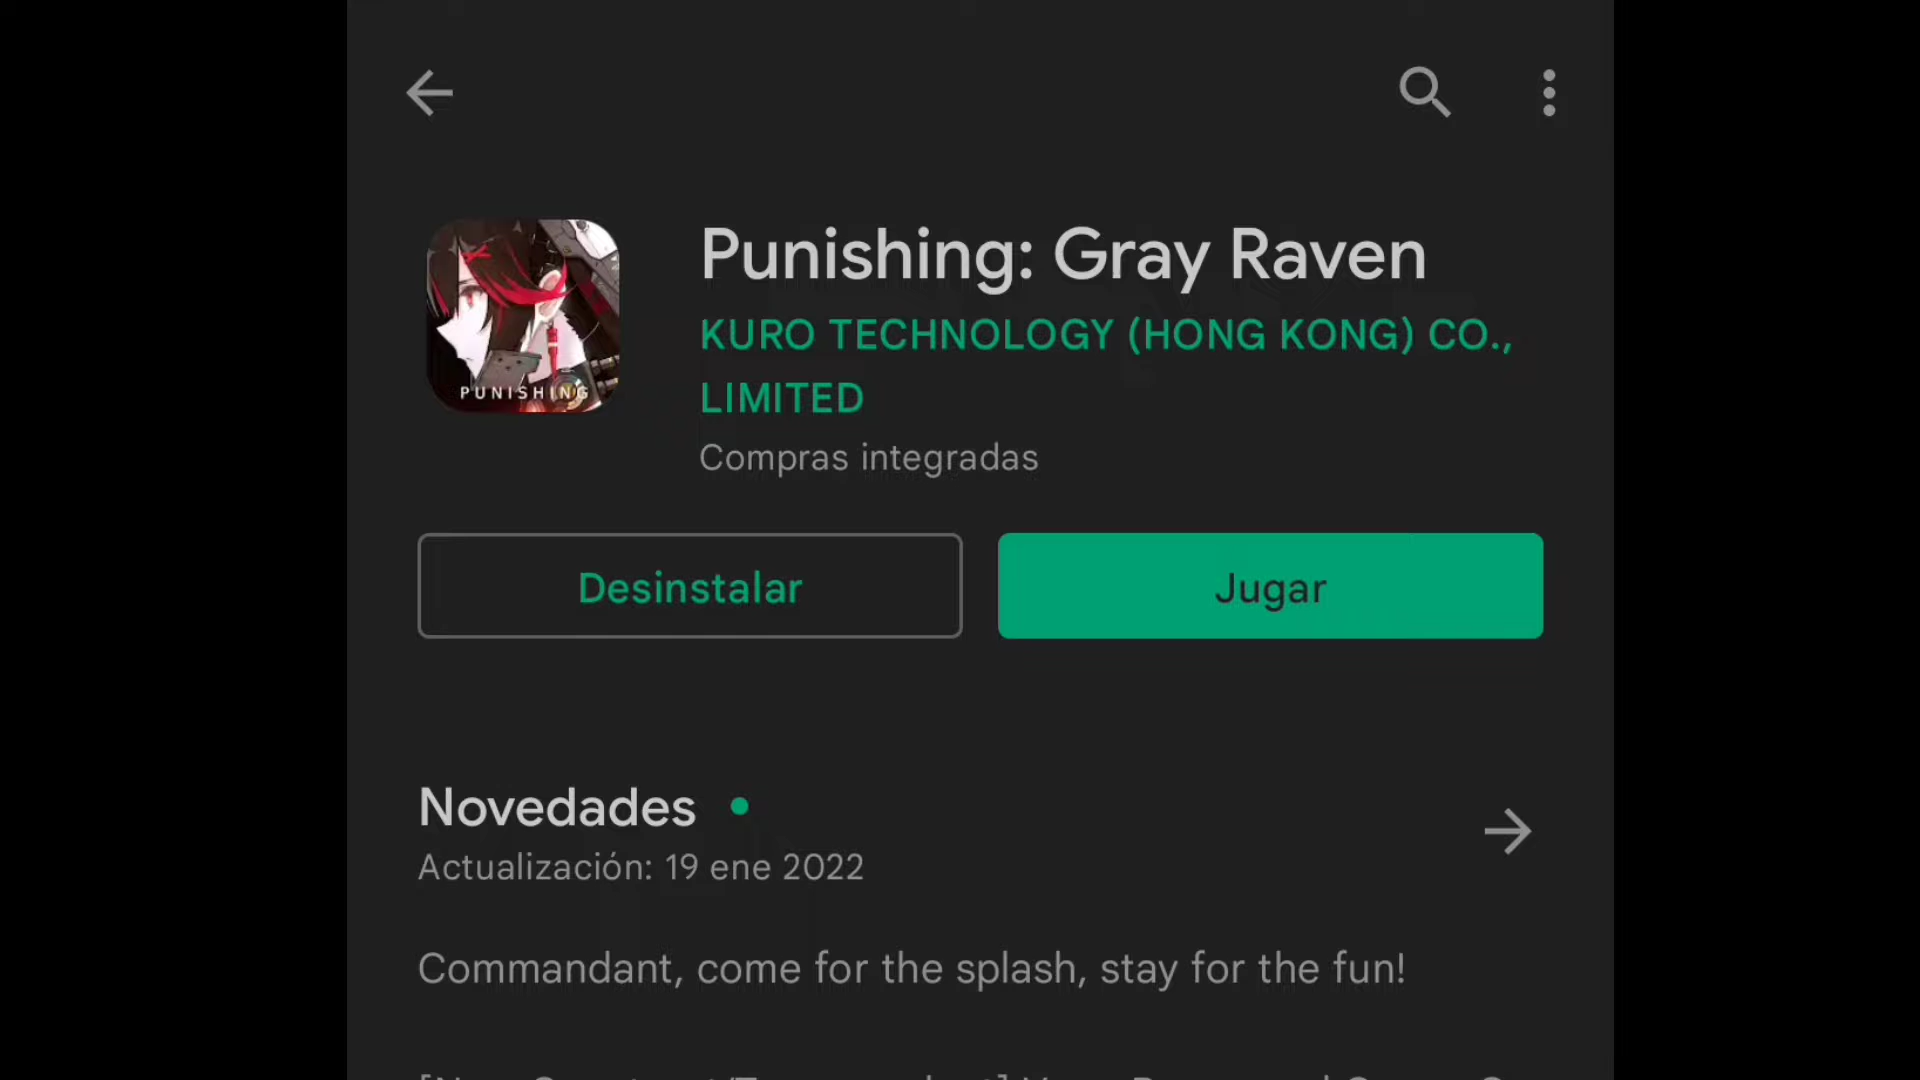 Punishing: Gray Raven
KURO TECHNOLOGY (HONG KONG) CO.,
LIMITED
Compras integradas
PUNISHING
Desinstalar
Jugar
Novedades
Actualización: 19 ene 2022
Commandant, come for the splash, stay for the fun!